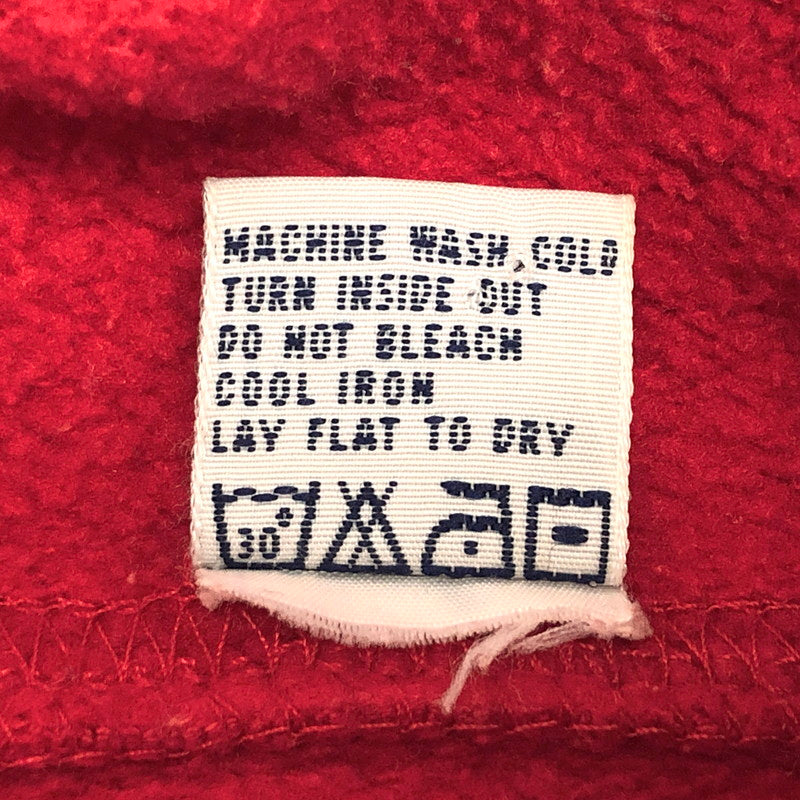 MACHINE WASH COLD
TURN INSIDE OUT
DO NOT BLEACH
COOL IRON
LAY FLAT TO DRY
30°